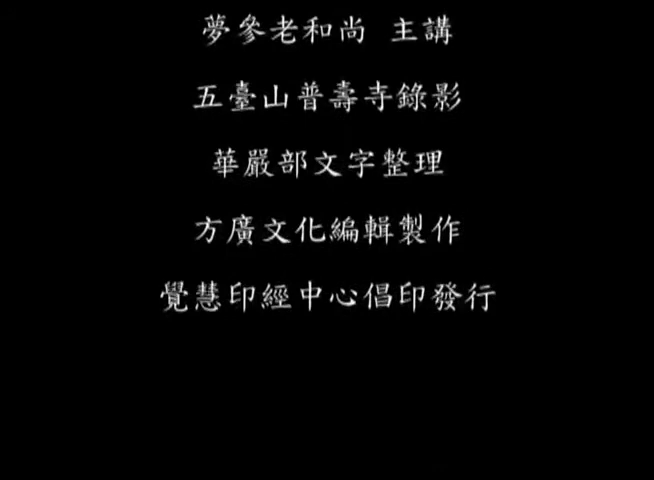 夢參老和尚 主講
五臺山普壽寺錄影
華嚴部文字整理
方廣文化編輯製作
覺慧印經中心倡印發行